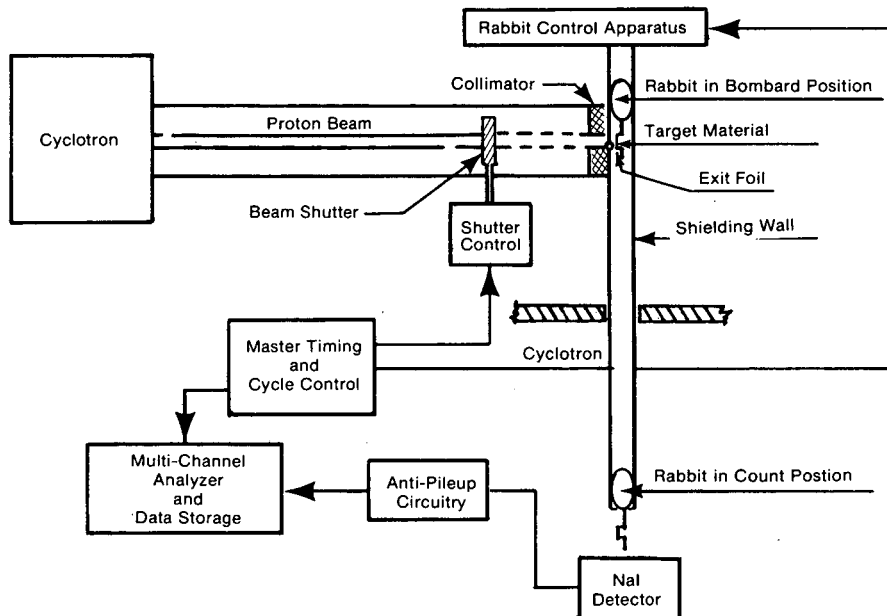 Rabbit Control Apparatus
Collimator
Rabbit in Bombard Position
Cyclotron
Proton Beam
Target Material
Exit Foil
Beam Shutter
Shutter
Control
Shielding Wall
Master Timing
and
Cycle Control
Cyclotron
Multi-Channel
Analyzer
and
Data Storage
Anti-Pileup
Circuitry
Rabbit in Count Postion
NaI
Detector